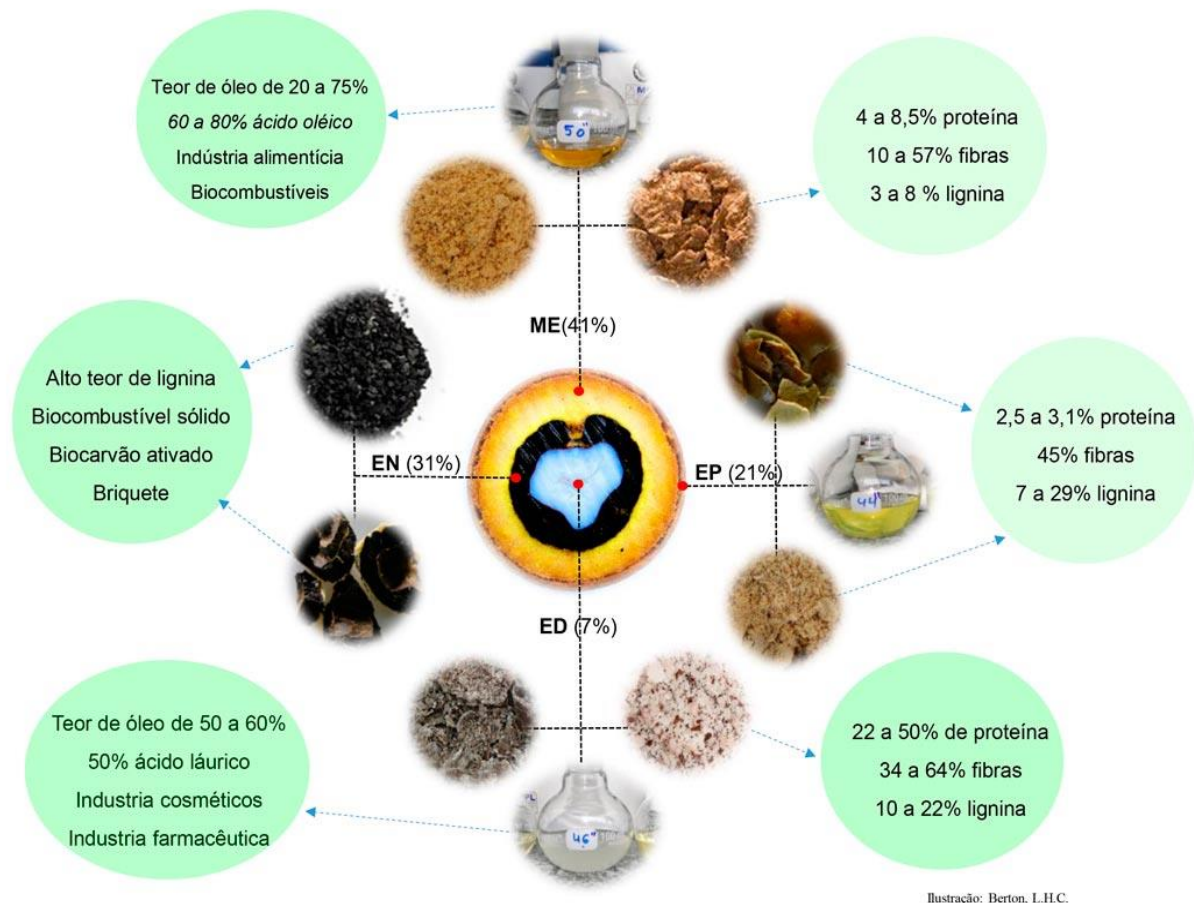 Teor de óleo de 20 a 75%
60 a 80% ácido oléico
Indústria alimentícia
Biocombustíveis
50
4 a 8,5% proteína
10 a 57% fibras
3 a 8 % lignina
ME(41%)
Alto teor de lignina
Biocombustível sólido
Biocarvão ativado
Briquete
EN (31%)
EP (21%)
44
2,5 a 3,1% proteína
45% fibras
7 a 29% lignina
ED (7%)
Teor de óleo de 50 a 60%
50% ácido láurico
Industria cosméticos
Industria farmacêutica
46
22 a 50% de proteína
34 a 64% fibras
10 a 22% lignina
Ilustração: Berton, L.H.C.